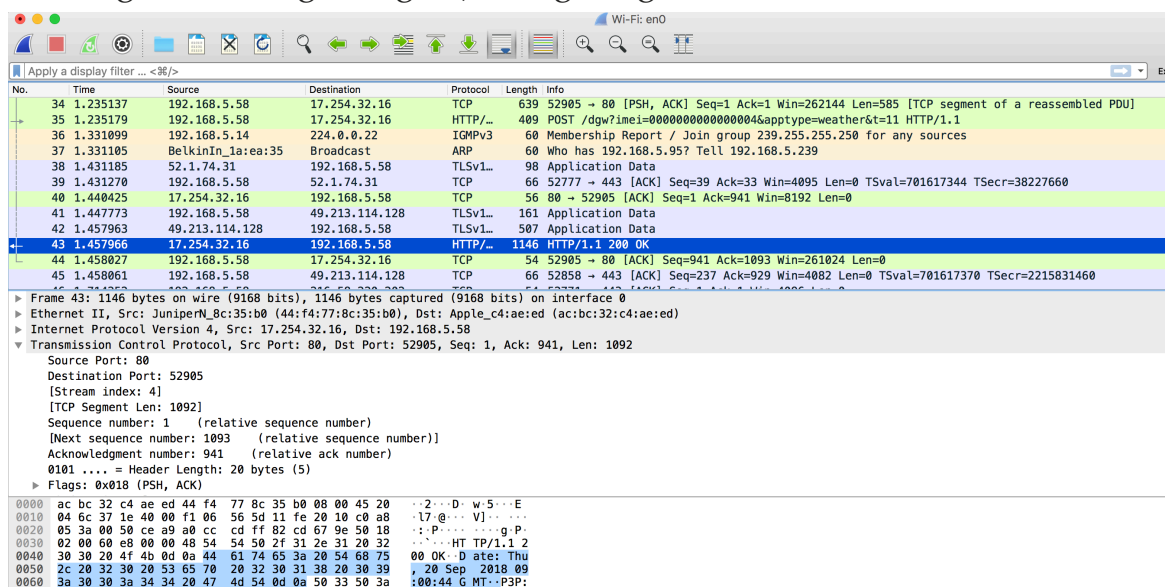 Wi-Fi: en0
Apply a display filter ... <⌘/>
No. Time Source Destination Protocol Length Info
34 1.235137 192.168.5.58 17.254.32.16 TCP 639 52905 → 80 [PSH, ACK] Seq=1 Ack=1 Win=262144 Len=585 [TCP segment of a reassembled PDU]
35 1.235179 192.168.5.58 17.254.32.16 HTTP/… 409 POST /dgw?imei=0000000000000004&apptype=weather&t=11 HTTP/1.1
36 1.331099 192.168.5.14 224.0.0.22 IGMPv3 60 Membership Report / Join group 239.255.255.250 for any sources
37 1.331105 BelkinIn_1a:ea:35 Broadcast ARP 60 Who has 192.168.5.95? Tell 192.168.5.239
38 1.431185 52.1.74.31 192.168.5.58 TLSv1… 98 Application Data
39 1.431270 192.168.5.58 52.1.74.31 TCP 66 52777 → 443 [ACK] Seq=39 Ack=33 Win=4095 Len=0 TSval=701617344 TSecr=38227660
40 1.440425 17.254.32.16 192.168.5.58 TCP 56 80 → 52905 [ACK] Seq=1 Ack=941 Win=8192 Len=0
41 1.447773 192.168.5.58 49.213.114.128 TLSv1… 161 Application Data
42 1.457963 49.213.114.128 192.168.5.58 TLSv1… 507 Application Data
43 1.457966 17.254.32.16 192.168.5.58 HTTP/… 1146 HTTP/1.1 200 OK
44 1.458027 192.168.5.58 17.254.32.16 TCP 54 52905 → 80 [ACK] Seq=941 Ack=1093 Win=261024 Len=0
45 1.458061 192.168.5.58 49.213.114.128 TCP 66 52858 → 443 [ACK] Seq=237 Ack=929 Win=4082 Len=0 TSval=701617370 TSecr=2215831460
Frame 43: 1146 bytes on wire (9168 bits), 1146 bytes captured (9168 bits) on interface 0
Ethernet II, Src: JuniperN_8c:35:b0 (44:f4:77:8c:35:b0), Dst: Apple_c4:ae:ed (ac:bc:32:c4:ae:ed)
Internet Protocol Version 4, Src: 17.254.32.16, Dst: 192.168.5.58
Transmission Control Protocol, Src Port: 80, Dst Port: 52905, Seq: 1, Ack: 941, Len: 1092
Source Port: 80
Destination Port: 52905
[Stream index: 4]
[TCP Segment Len: 1092]
Sequence number: 1 (relative sequence number)
[Next sequence number: 1093 (relative sequence number)]
Acknowledgment number: 941 (relative ack number)
0101 .... = Header Length: 20 bytes (5)
Flags: 0x018 (PSH, ACK)
0000 ac bc 32 c4 ae ed 44 f4 77 8c 35 b0 08 00 45 20 ··2···D· w·5···E
0010 04 6c 37 1e 40 00 f1 06 56 5d 11 fe 20 10 c0 a8 ·l7·@··· V]·· ···
0020 05 3a 00 50 ce a9 a0 cc cd ff 82 cd 67 9e 50 18 ·:·P···· ····g·P·
0030 02 00 60 e8 00 00 48 54 54 50 2f 31 2e 31 20 32 ··`···HT TP/1.1 2
0040 30 30 20 4f 4b 0d 0a 44 61 74 65 3a 20 54 68 75 00 OK··D ate: Thu
0050 2c 20 32 30 20 53 65 70 20 32 30 31 38 20 30 39 , 20 Sep 2018 09
0060 3a 30 30 3a 34 34 20 47 4d 54 0d 0a 50 33 50 3a :00:44 G MT··P3P: